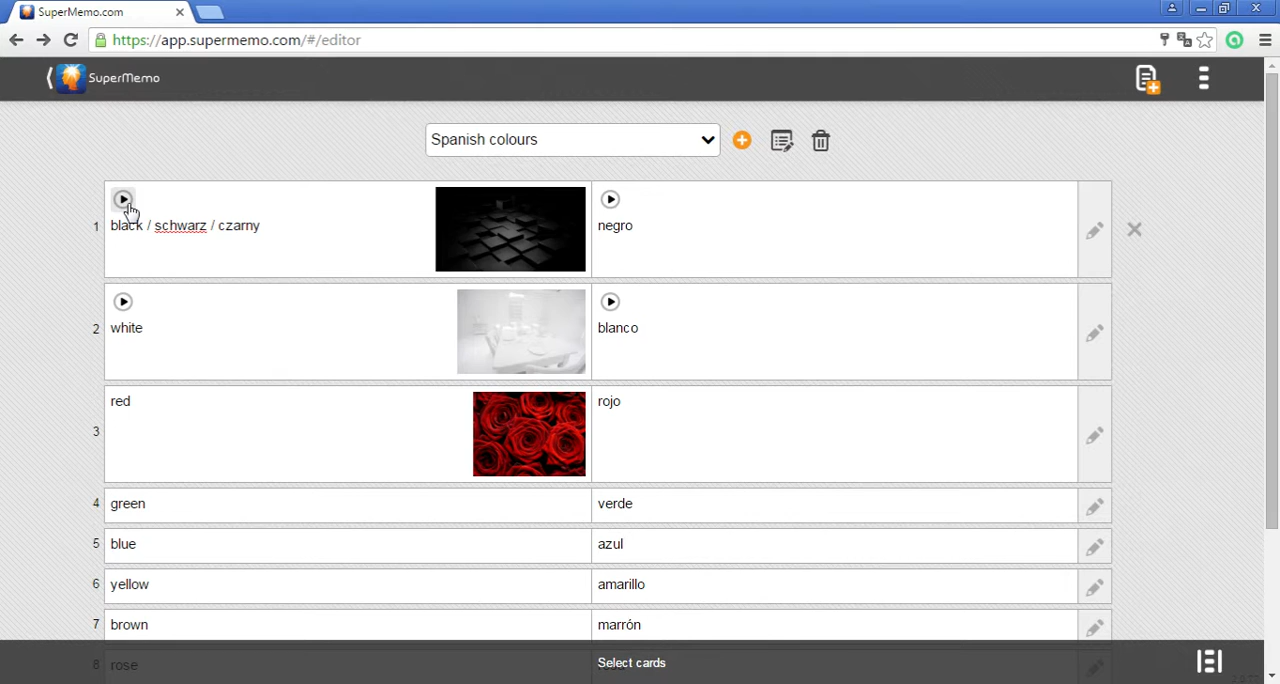 SuperMemo.com
https://app.supermemo.com/#/editor
SuperMemo
Spanish colours
1
black / schwarz / czarny
negro
2
white
blanco
3
red
rojo
4
green
verde
5
blue
azul
6
yellow
amarillo
7
brown
marrón
8
rose
Select cards